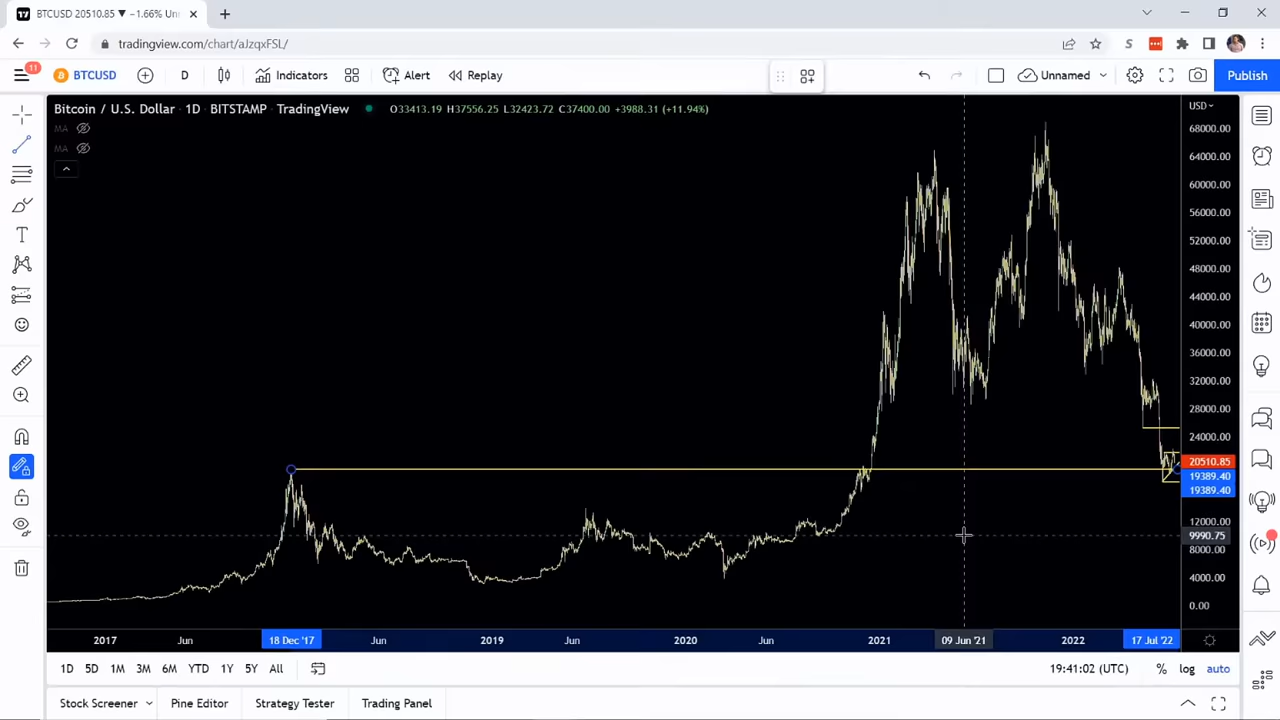 BTCUSD 20510.85 ▼ −1.66% Un
tradingview.com/chart/aJzqxFSL/
11
BTCUSD
D
Indicators
Alert
Replay
Unnamed
Publish
Bitcoin / U.S. Dollar · 1D · BITSTAMP · TradingView
O33413.19 H37556.25 L32423.72 C37400.00 +3988.31 (+11.94%)
MA
MA
USD
68000.00
64000.00
60000.00
56000.00
52000.00
48000.00
44000.00
40000.00
36000.00
32000.00
28000.00
24000.00
20510.85
19389.40
19389.40
12000.00
9990.75
8000.00
4000.00
0.00
2017 Jun 18 Dec '17 Jun 2019 Jun 2020 Jun 2021 09 Jun '21 2022 17 Jul '22
1D 5D 1M 3M 6M YTD 1Y 5Y All
19:41:02 (UTC) % log auto
Stock Screener Pine Editor Strategy Tester Trading Panel